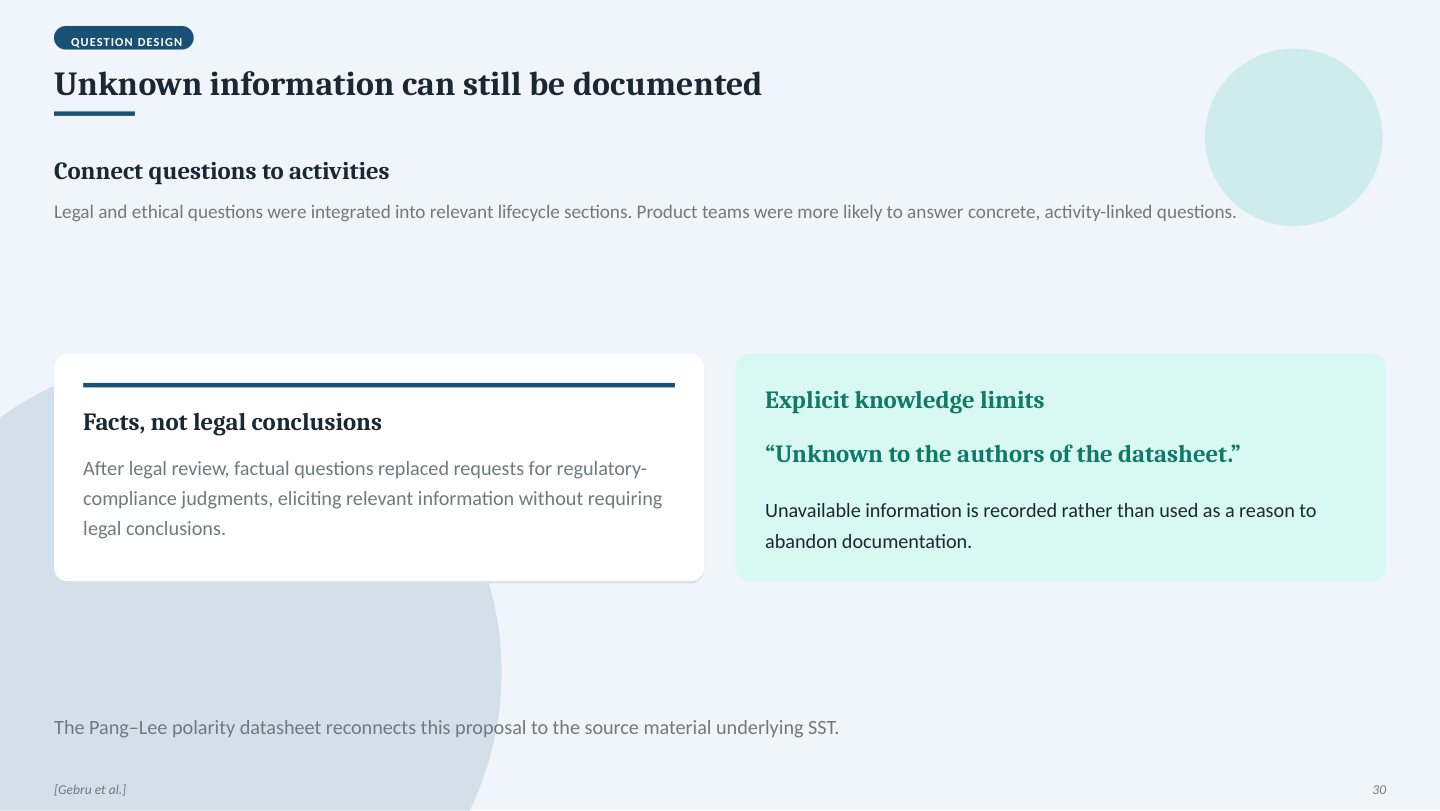 QUESTION DESIGN
Unknown information can still be documented
Connect questions to activities
Legal and ethical questions were integrated into relevant lifecycle sections. Product teams were more likely to answer concrete, activity-linked questions.
Facts, not legal conclusions
After legal review, factual questions replaced requests for regulatory-
compliance judgments, eliciting relevant information without requiring
legal conclusions.
Explicit knowledge limits
“Unknown to the authors of the datasheet.”
Unavailable information is recorded rather than used as a reason to
abandon documentation.
The Pang–Lee polarity datasheet reconnects this proposal to the source material underlying SST.
[Gebru et al.]
30